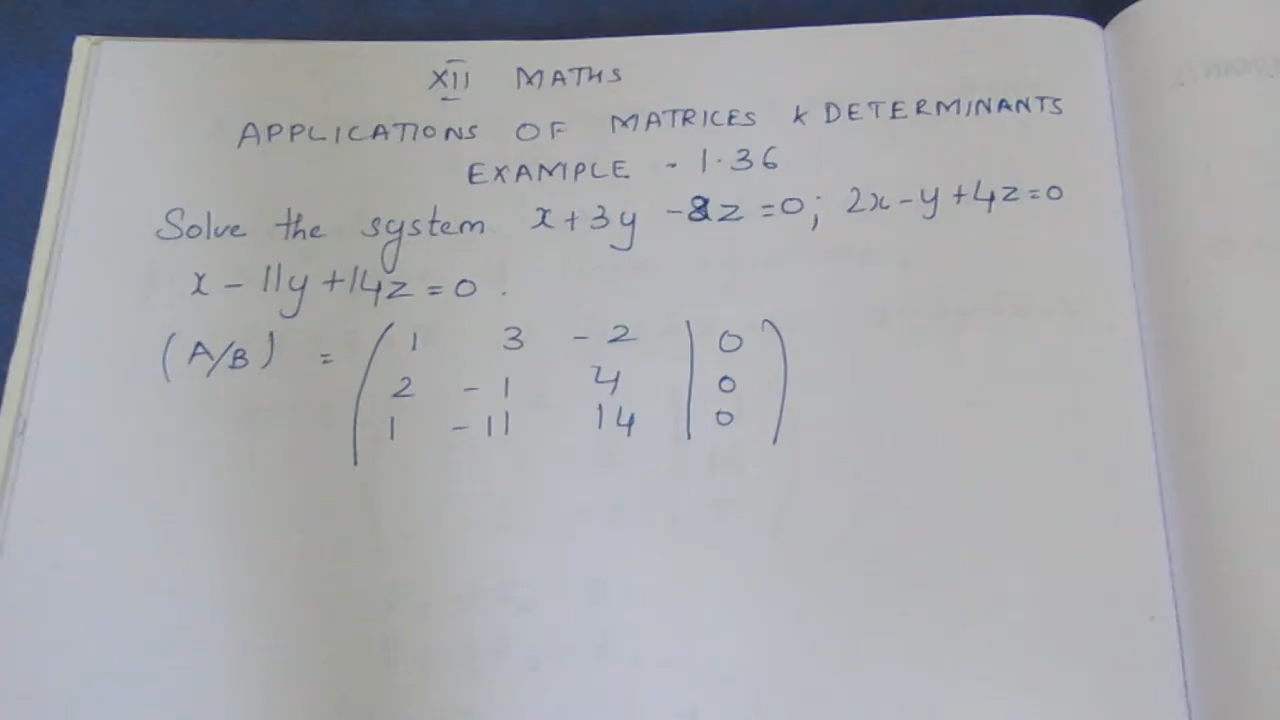 XII MATHS
APPLICATIONS OF MATRICES & DETERMINANTS
EXAMPLE - 1.36
Solve the system x+3y -2z=0; 2x-y+4z=0
x - 11y +14z = 0.
(A/B) = ( 1 3 -2 | 0 )
2 -1 4 | 0
1 -11 14 | 0